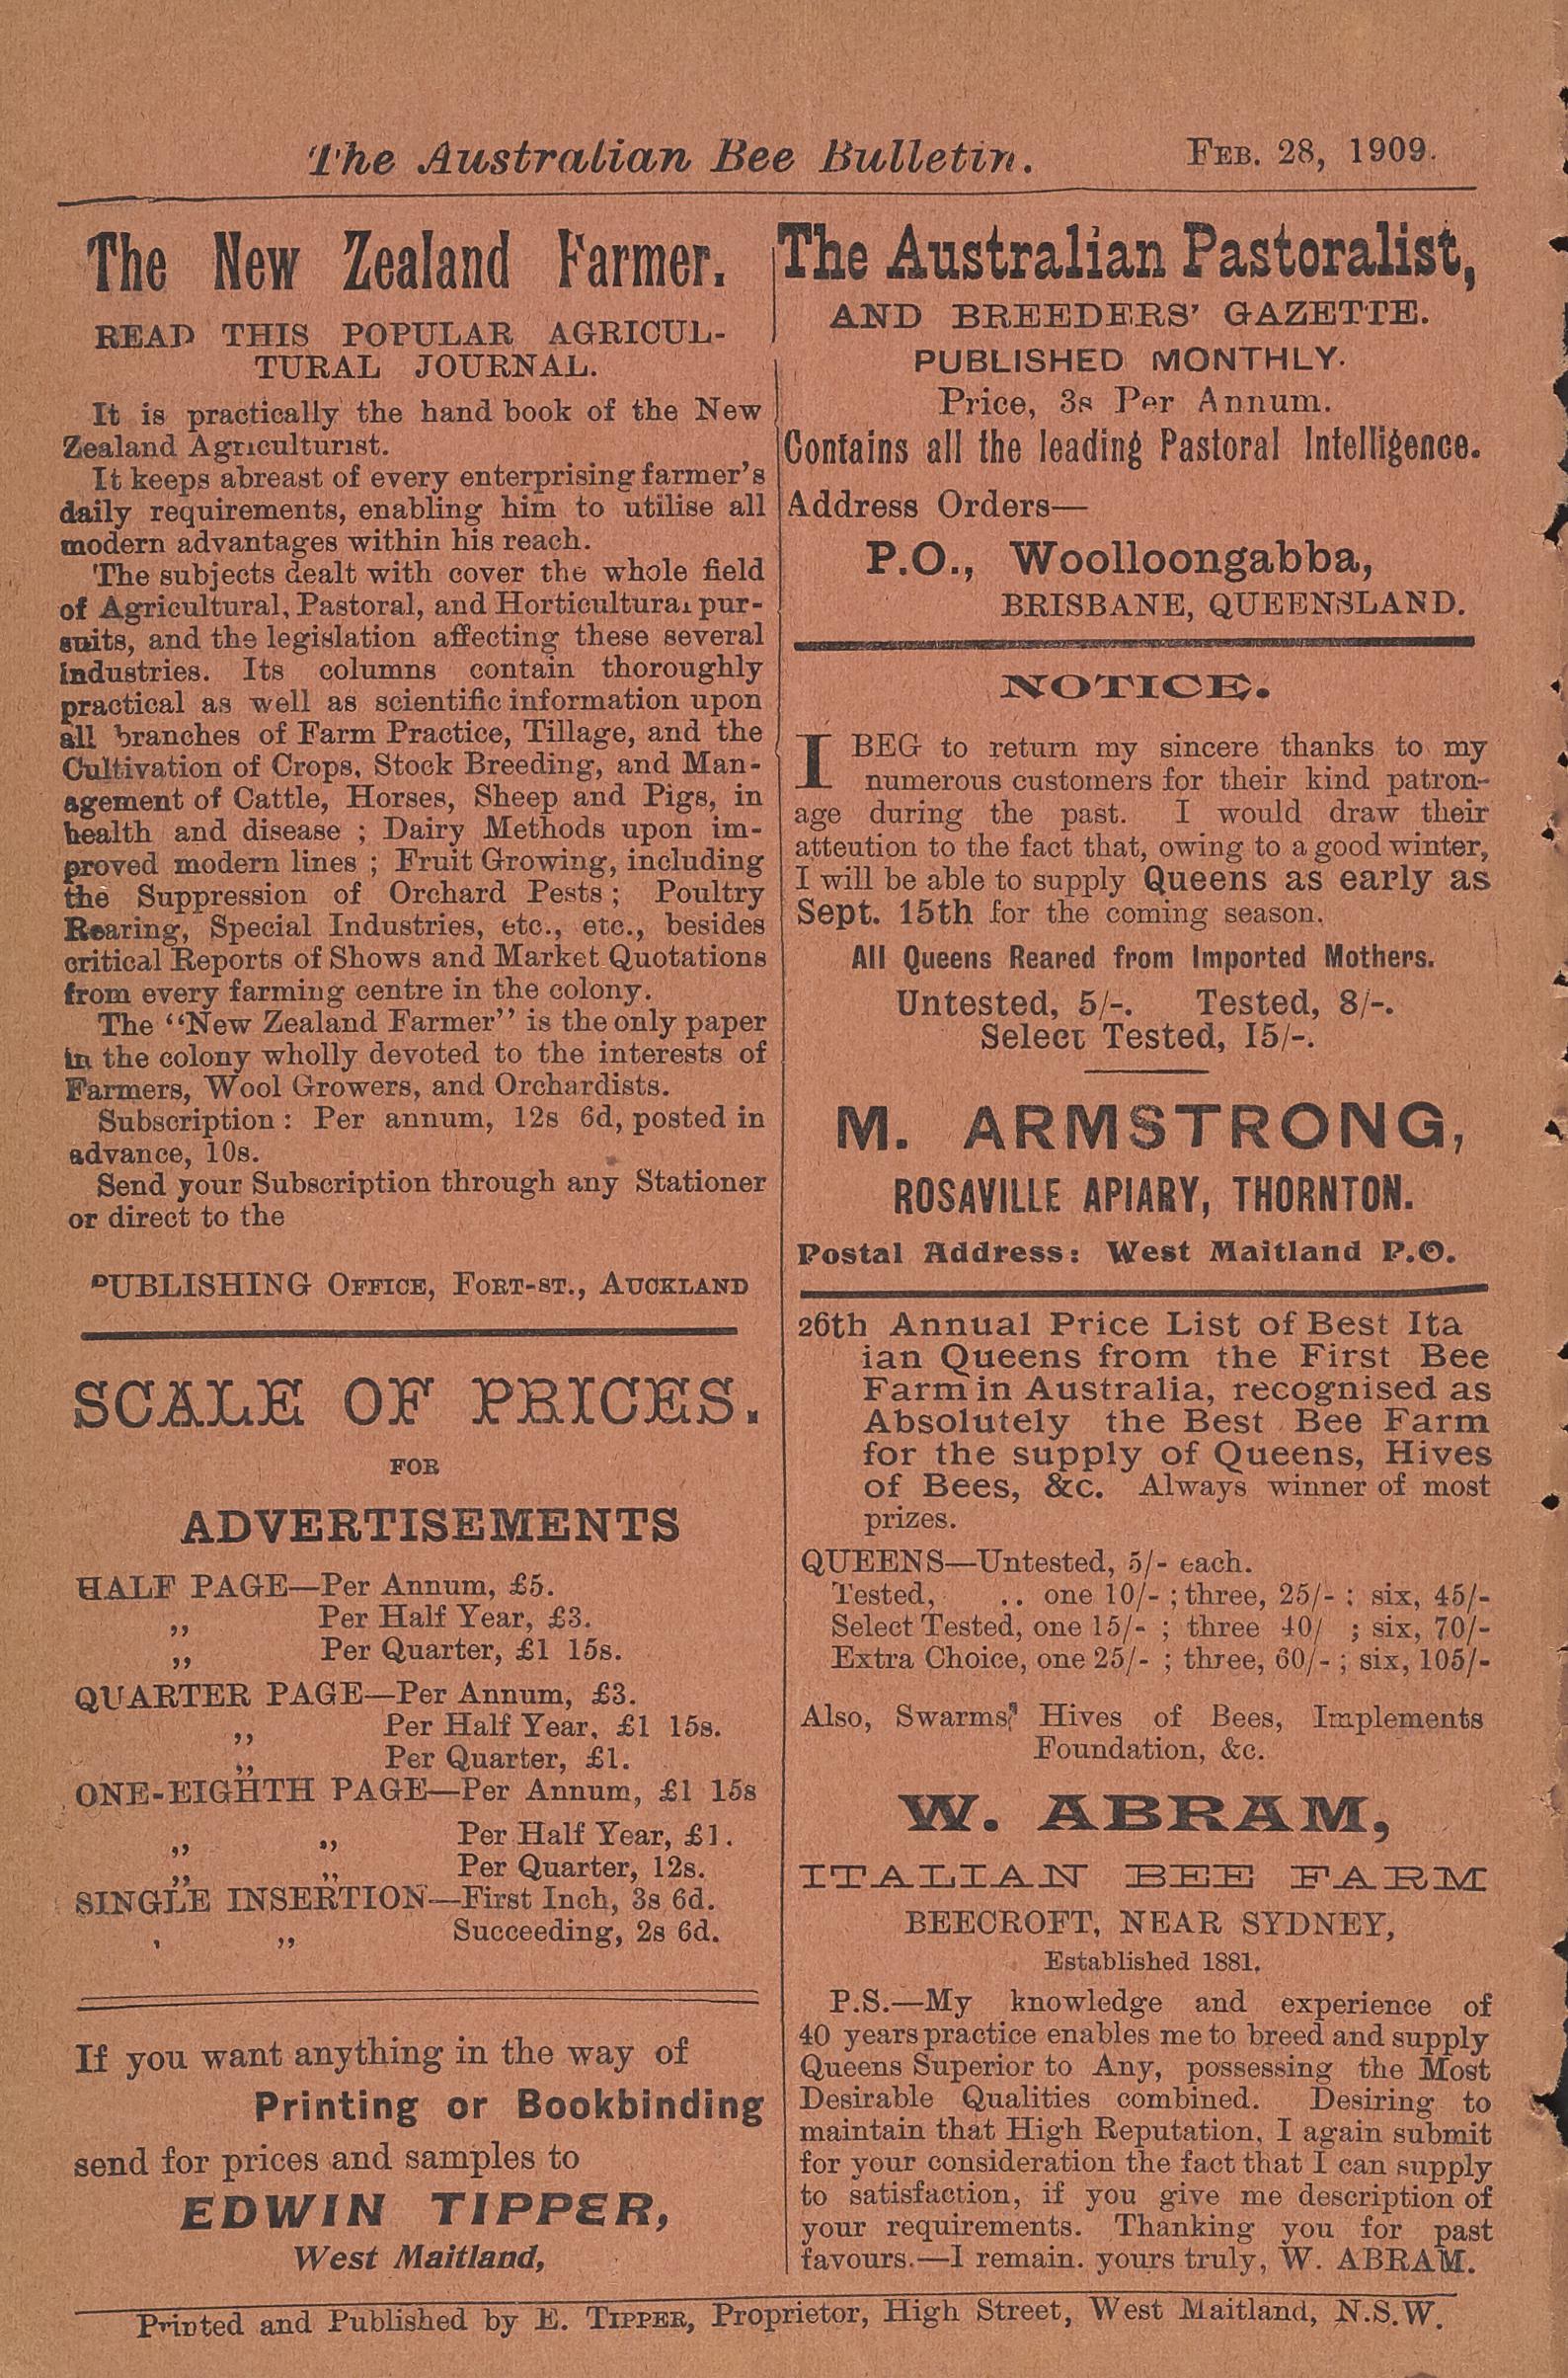 The Australian Bee Bulletin. FEB. 28, 1909.
The New Zealand Farmer.
READ THIS POPULAR AGRICUL-
TURAL JOURNAL.
It is practically the hand book of the New
Zealand Agriculturist.
It keeps abreast of every enterprising farmer's
daily requirements, enabling him to utilise all
modern advantages within his reach.
The subjects dealt with cover the whole field
of Agricultural, Pastoral, and Horticultural pur-
suits, and the legislation affecting these several
industries. Its columns contain thoroughly
practical as well as scientific information upon
all branches of Farm Practice, Tillage, and the
Cultivation of Crops, Stock Breeding, and Man-
agement of Cattle, Horses, Sheep and Pigs, in
health and disease ; Dairy Methods upon im-
proved modern lines ; Fruit Growing, including
the Suppression of Orchard Pests ; Poultry
Rearing, Special Industries, etc., etc., besides
critical Reports of Shows and Market Quotations
from every farming centre in the colony.
The "New Zealand Farmer" is the only paper
in the colony wholly devoted to the interests of
Farmers, Wool Growers, and Orchardists.
Subscription : Per annum, 12s 6d, posted in
advance, 10s.
Send your Subscription through any Stationer
or direct to the
PUBLISHING OFFICE, FORT-ST., AUCKLAND
SCALE OF PRICES.
FOR
ADVERTISEMENTS
HALF PAGE—Per Annum, £5.
,, Per Half Year, £3.
,, Per Quarter, £1 15s.
QUARTER PAGE—Per Annum, £3.
,, Per Half Year, £1 15s.
,, Per Quarter, £1.
ONE-EIGHTH PAGE—Per Annum, £1 15s
,, ,, Per Half Year, £1.
,, ,, Per Quarter, 12s.
SINGLE INSERTION—First Inch, 3s 6d.
, ,, Succeeding, 2s 6d.
If you want anything in the way of
Printing or Bookbinding
send for prices and samples to
EDWIN TIPPER,
West Maitland,
The Australian Pastoralist,
AND BREEDERS' GAZETTE.
PUBLISHED MONTHLY.
Price, 3s Per Annum.
Contains all the leading Pastoral Intelligence.
Address Orders—
P.O., Woolloongabba,
BRISBANE, QUEENSLAND.
NOTICE.
I BEG to return my sincere thanks to my
numerous customers for their kind patron-
age during the past. I would draw their
atteution to the fact that, owing to a good winter,
I will be able to supply Queens as early as
Sept. 15th for the coming season.
All Queens Reared from Imported Mothers.
Untested, 5/-. Tested, 8/-.
Select Tested, 15/-.
M. ARMSTRONG,
ROSAVILLE APIARY, THORNTON.
Postal Address: West Maitland P.O.
26th Annual Price List of Best Ita
ian Queens from the First Bee
Farm in Australia, recognised as
Absolutely the Best Bee Farm
for the supply of Queens, Hives
of Bees, &c. Always winner of most
prizes.
QUEENS—Untested, 5/- each.
Tested, .. one 10/- ; three, 25/- ; six, 45/-
Select Tested, one 15/- ; three 40/ ; six, 70/-
Extra Choice, one 25/- ; three, 60/- ; six, 105/-
Also, Swarms, Hives of Bees, Implements
Foundation, &c.
W. ABRAM,
ITALIAN BEE FARM
BEECROFT, NEAR SYDNEY,
Established 1881.
P.S.—My knowledge and experience of
40 years practice enables me to breed and supply
Queens Superior to Any, possessing the Most
Desirable Qualities combined. Desiring to
maintain that High Reputation, I again submit
for your consideration the fact that I can supply
to satisfaction, if you give me description of
your requirements. Thanking you for past
favours.—I remain. yours truly, W. ABRAM.
Printed and Published by E. TIPPER, Proprietor, High Street, West Maitland, N.S.W.